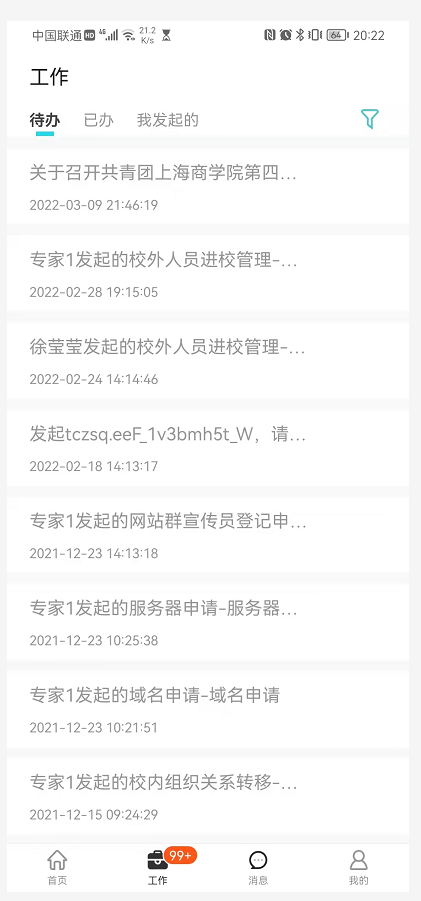 中国联通 HD 4G 21.2 K/s 64 20:22
工作
待办 已办 我发起的
关于召开共青团上海商学院第四...
2022-03-09 21:46:19
专家1发起的校外人员进校管理-...
2022-02-28 19:15:05
徐莹莹发起的校外人员进校管理-...
2022-02-24 14:14:46
发起tczsq.eeF_1v3bmh5t_W，请...
2022-02-18 14:13:17
专家1发起的网站群宣传员登记申...
2021-12-23 14:13:18
专家1发起的服务器申请-服务器...
2021-12-23 10:25:38
专家1发起的域名申请-域名申请
2021-12-23 10:21:51
专家1发起的校内组织关系转移-...
2021-12-15 09:24:29
99+
首页 工作 消息 我的